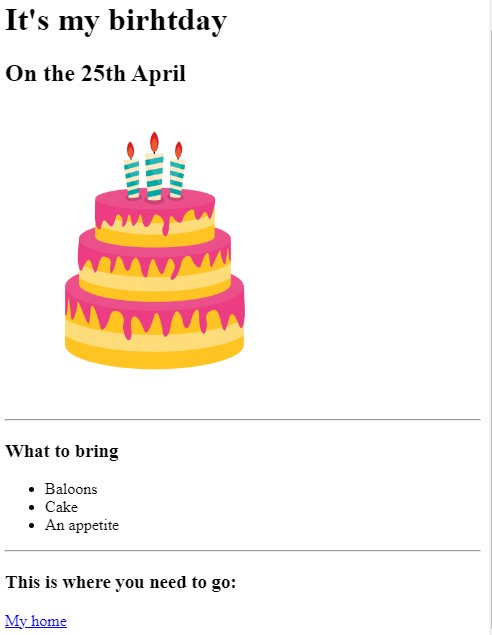 It's my birhtday
On the 25th April
What to bring
Baloons
Cake
An appetite
This is where you need to go:
My home